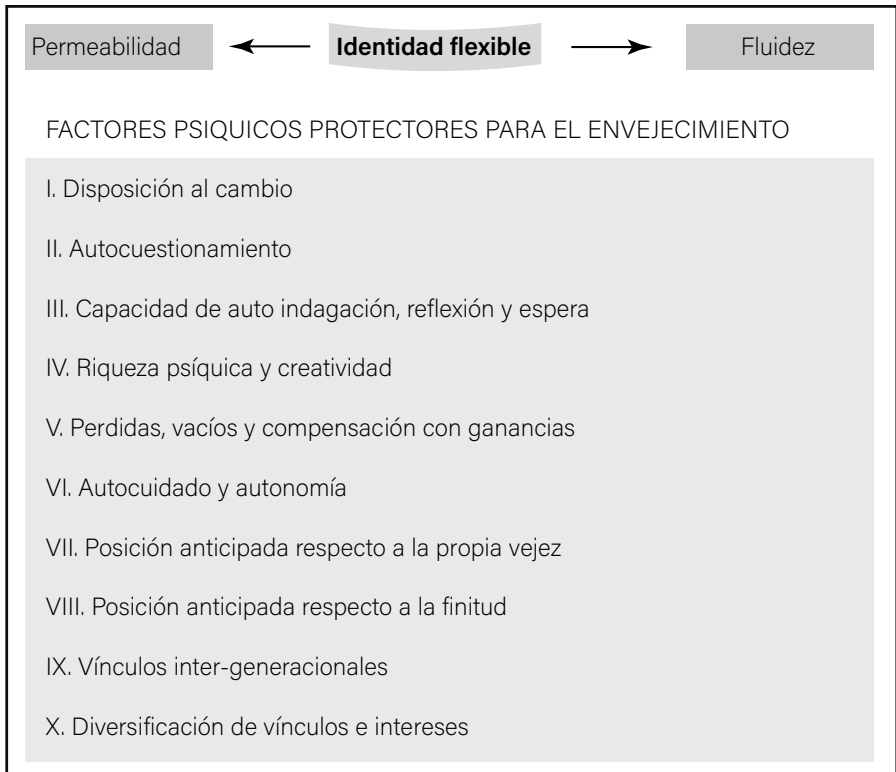 Permeabilidad Identidad flexible Fluidez
FACTORES PSIQUICOS PROTECTORES PARA EL ENVEJECIMIENTO
I. Disposición al cambio
II. Autocuestionamiento
III. Capacidad de auto indagación, reflexión y espera
IV. Riqueza psíquica y creatividad
V. Perdidas, vacíos y compensación con ganancias
VI. Autocuidado y autonomía
VII. Posición anticipada respecto a la propia vejez
VIII. Posición anticipada respecto a la finitud
IX. Vínculos inter-generacionales
X. Diversificación de vínculos e intereses